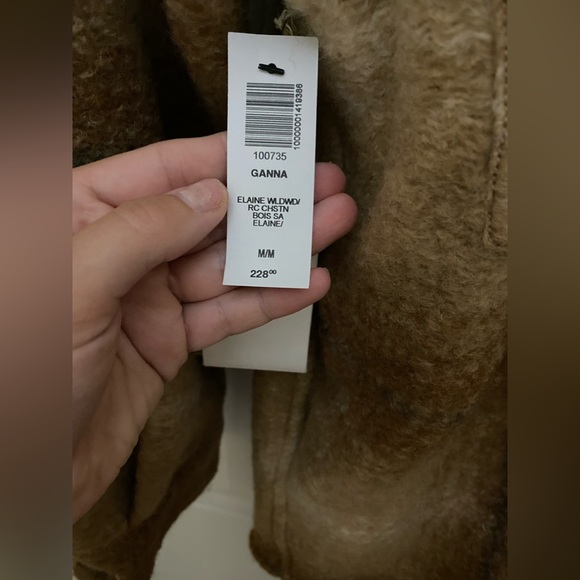 10000001419386
100735
GANNA
ELAINE WLDWD/
RC CHSTN
BOIS SA
ELAINE/
M/M
228⁰⁰